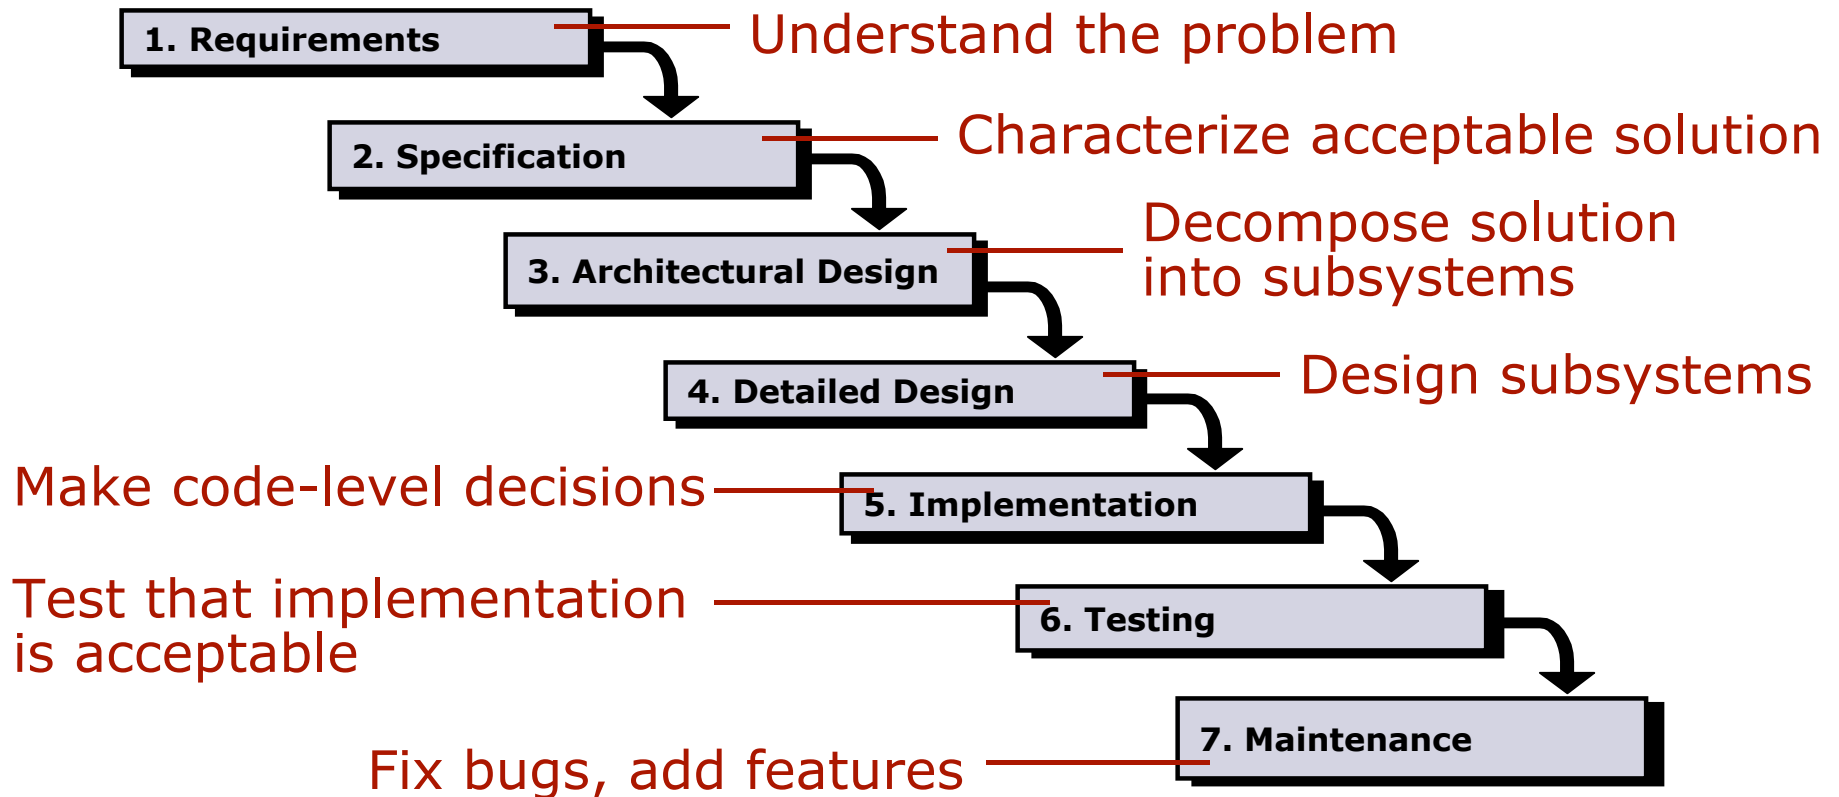 1. Requirements
Understand the problem
2. Specification
Characterize acceptable solution
3. Architectural Design
Decompose solution
into subsystems
4. Detailed Design
Design subsystems
Make code-level decisions
5. Implementation
Test that implementation
is acceptable
6. Testing
7. Maintenance
Fix bugs, add features